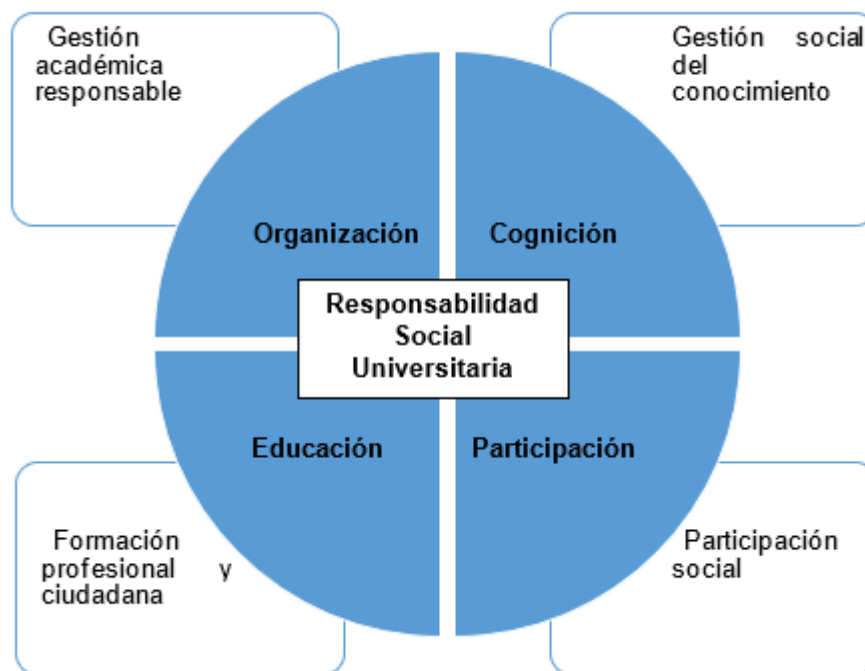 Gestión
académica
responsable
Gestión social
del
conocimiento
Organización
Cognición
Responsabilidad
Social
Universitaria
Educación
Participación
Formación
profesional y
ciudadana
Participación
social